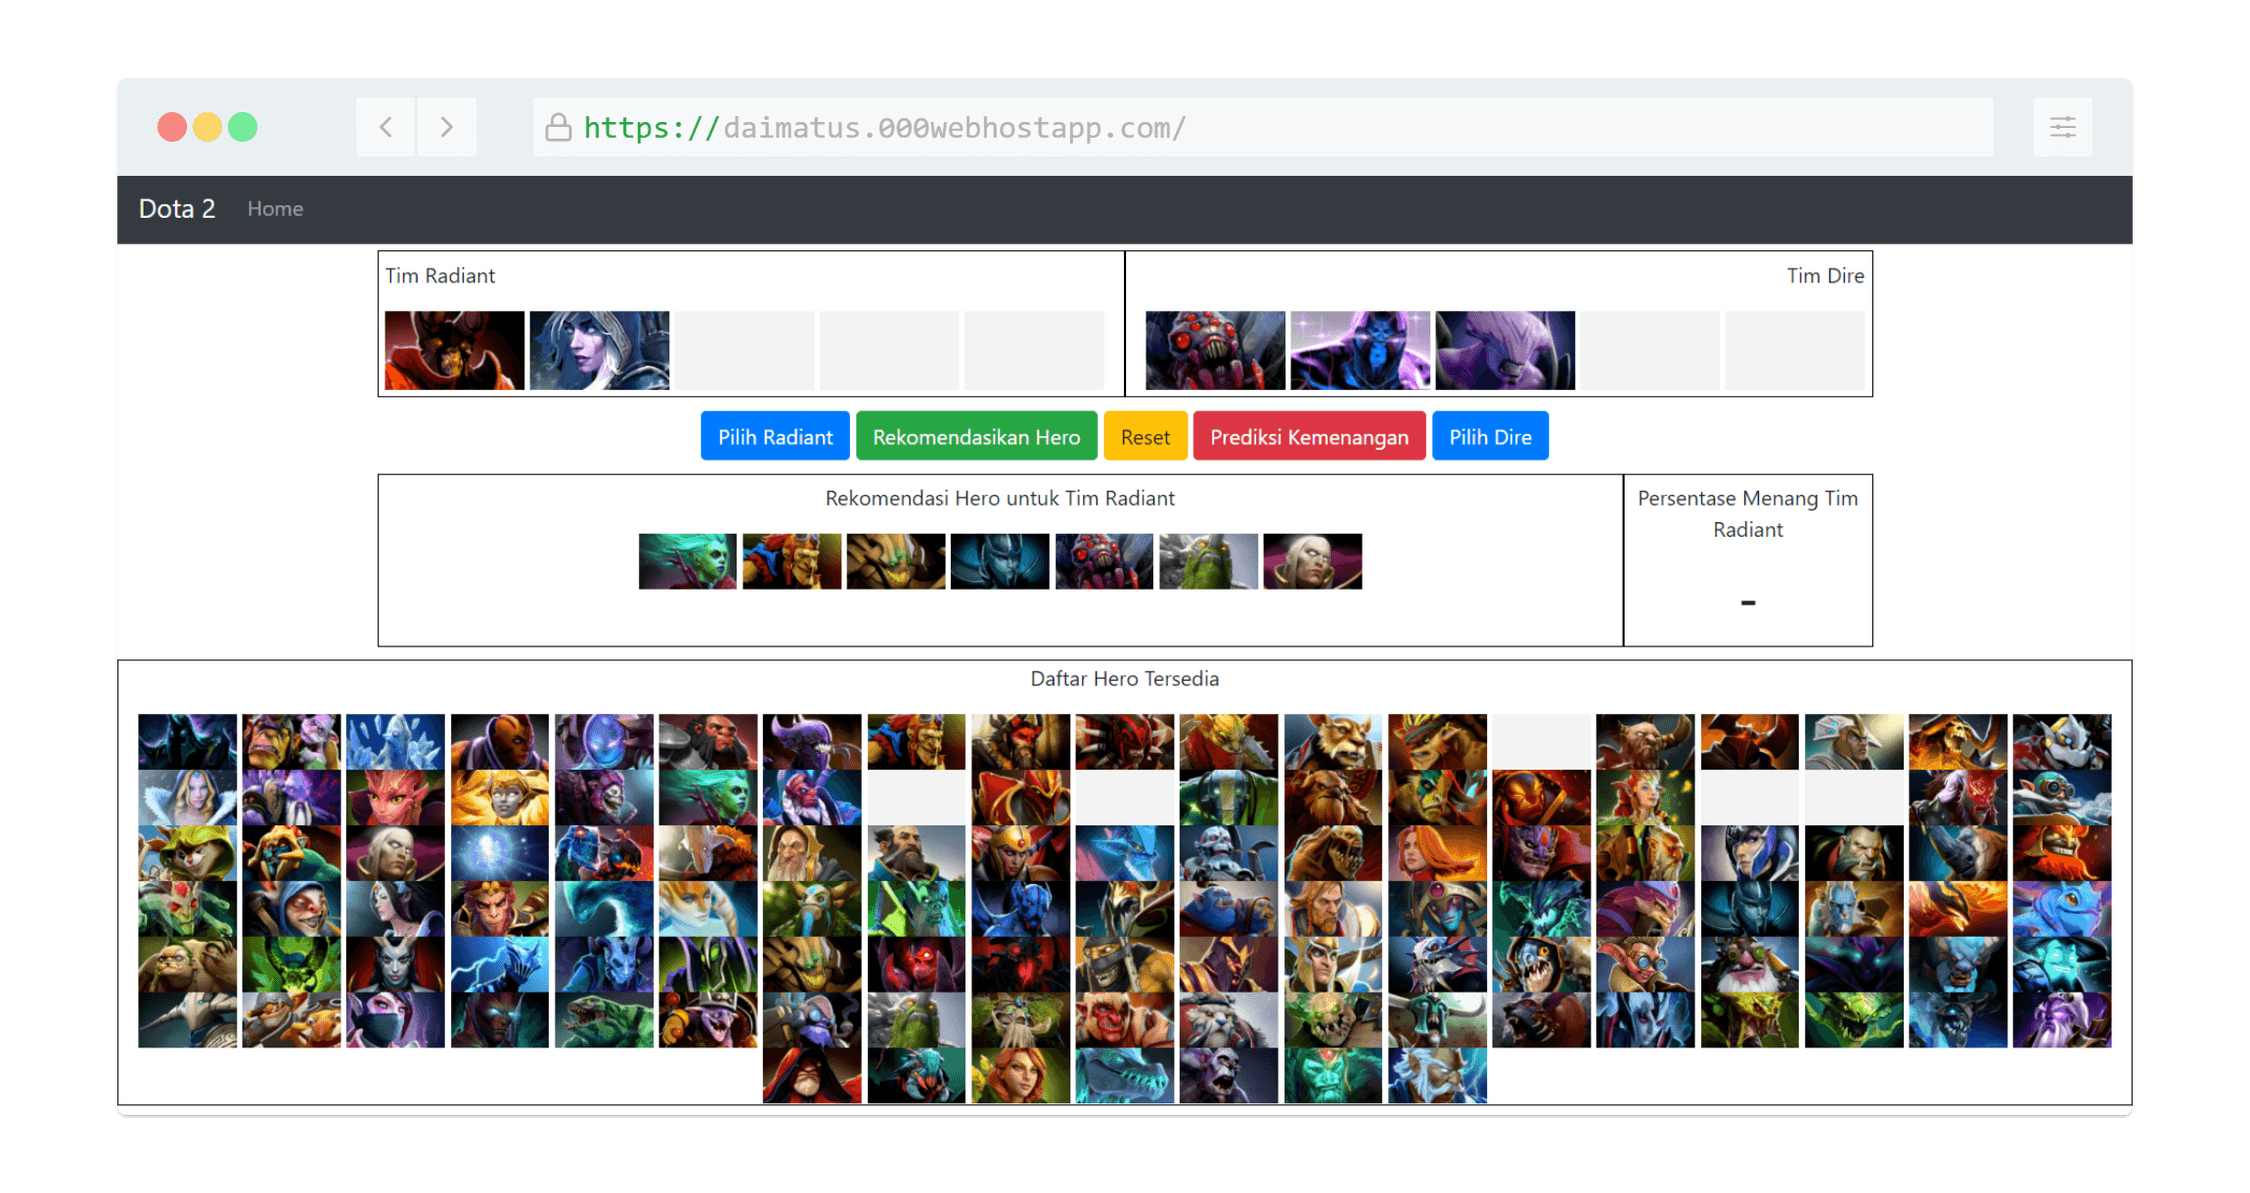 https://daimatus.000webhostapp.com/
Dota 2 Home
Tim Radiant
Tim Dire
Pilih Radiant
Rekomendasikan Hero
Reset
Prediksi Kemenangan
Pilih Dire
Rekomendasi Hero untuk Tim Radiant
Persentase Menang Tim
Radiant
-
Daftar Hero Tersedia